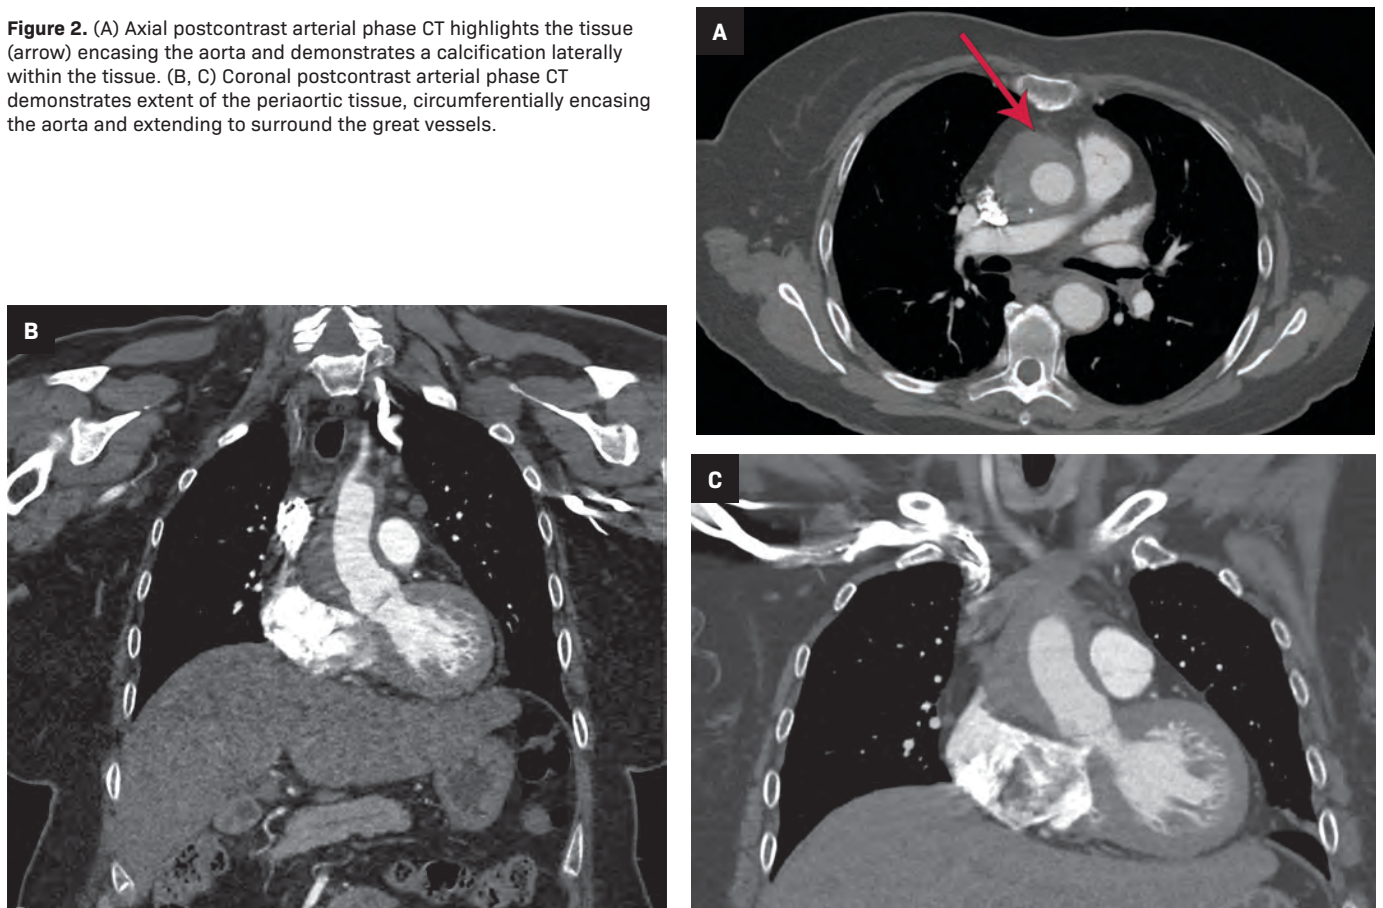 Figure 2. (A) Axial postcontrast arterial phase CT highlights the tissue
(arrow) encasing the aorta and demonstrates a calcification laterally
within the tissue. (B, C) Coronal postcontrast arterial phase CT
demonstrates extent of the periaortic tissue, circumferentially encasing
the aorta and extending to surround the great vessels.
A
B
C